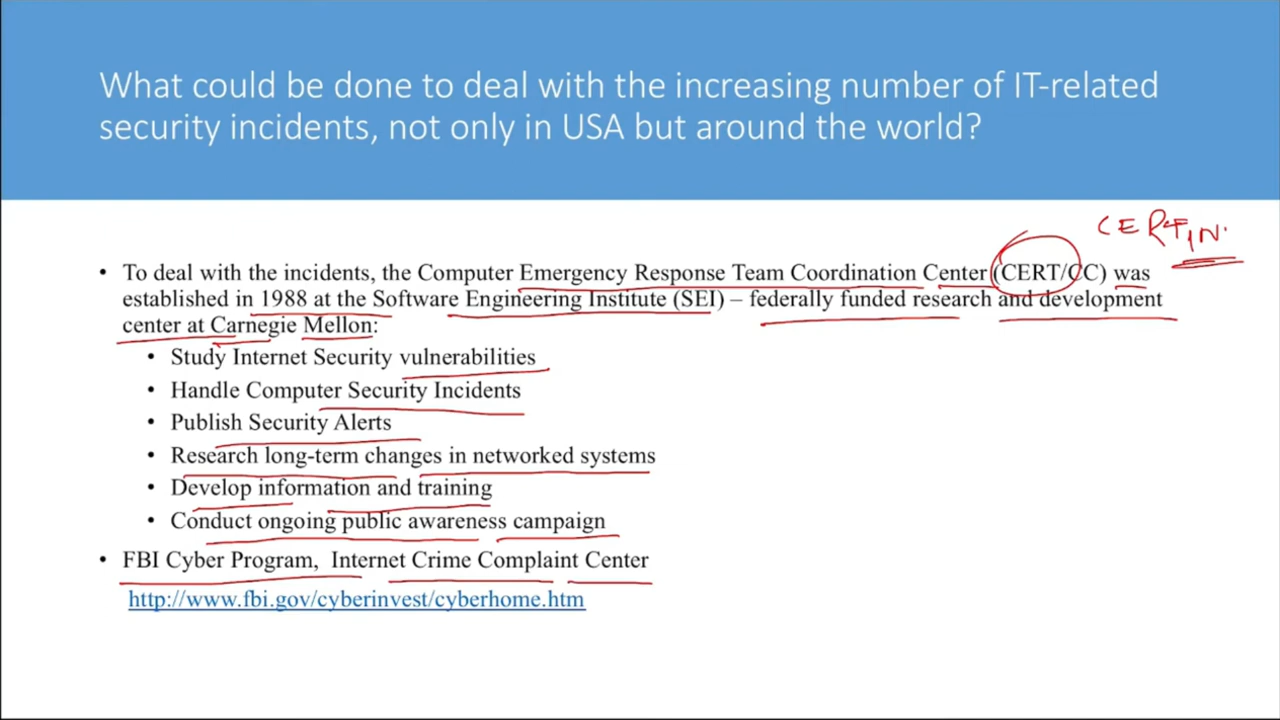 What could be done to deal with the increasing number of IT-related
security incidents, not only in USA but around the world?
CERT-IN.
• To deal with the incidents, the Computer Emergency Response Team Coordination Center (CERT/CC) was
established in 1988 at the Software Engineering Institute (SEI) – federally funded research and development
center at Carnegie Mellon:
• Study Internet Security vulnerabilities
• Handle Computer Security Incidents
• Publish Security Alerts
• Research long-term changes in networked systems
• Develop information and training
• Conduct ongoing public awareness campaign
• FBI Cyber Program, Internet Crime Complaint Center
http://www.fbi.gov/cyberinvest/cyberhome.htm